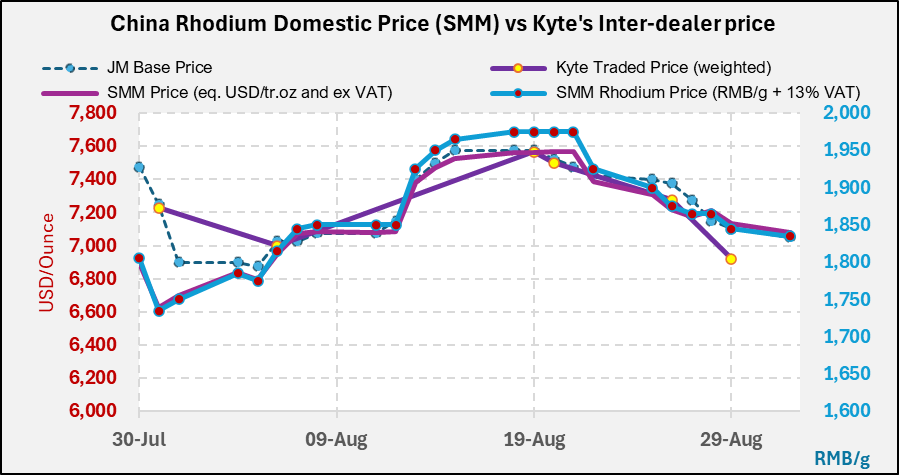 China Rhodium Domestic Price (SMM) vs Kyte's Inter-dealer price
JM Base Price
Kyte Traded Price (weighted)
SMM Price (eq. USD/tr.oz and ex VAT)
SMM Rhodium Price (RMB/g + 13% VAT)
7,800
7,600
7,400
7,200
7,000
6,800
6,600
6,400
6,200
6,000
USD/Ounce
2,000
1,950
1,900
1,850
1,800
1,750
1,700
1,650
1,600
30-Jul
09-Aug
19-Aug
29-Aug
RMB/g